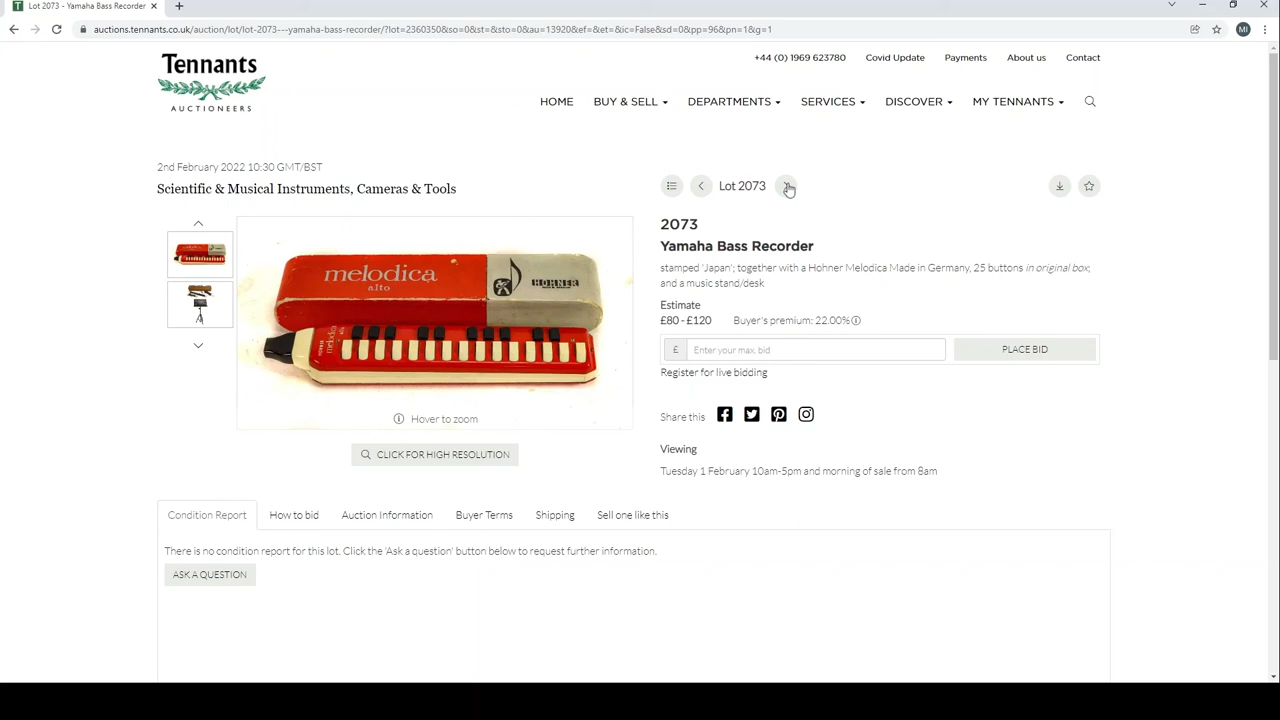 Lot 2073 - Yamaha Bass Recorder
auctions.tennants.co.uk/auction/lot/lot-2073---yamaha-bass-recorder/?lot=2360350&so=0&st=&sto=0&au=13920&ef=&et=&ic=False&sd=0&pp=96&pn=1&g=1
MI
Tennants
AUCTIONEERS
+44 (0) 1969 623780 Covid Update Payments About us Contact
HOME BUY & SELL DEPARTMENTS SERVICES DISCOVER MY TENNANTS
2nd February 2022 10:30 GMT/BST
Scientific & Musical Instruments, Cameras & Tools
Lot 2073
melodica
alto
HOHNER
Hover to zoom
CLICK FOR HIGH RESOLUTION
2073
Yamaha Bass Recorder
stamped 'Japan'; together with a Hohner Melodica Made in Germany, 25 buttons in original box;
and a music stand/desk
Estimate
£80 - £120 Buyer's premium: 22.00%
£ Enter your max. bid PLACE BID
Register for live bidding
Share this
Viewing
Tuesday 1 February 10am-5pm and morning of sale from 8am
Condition Report How to bid Auction Information Buyer Terms Shipping Sell one like this
There is no condition report for this lot. Click the 'Ask a question' button below to request further information.
ASK A QUESTION